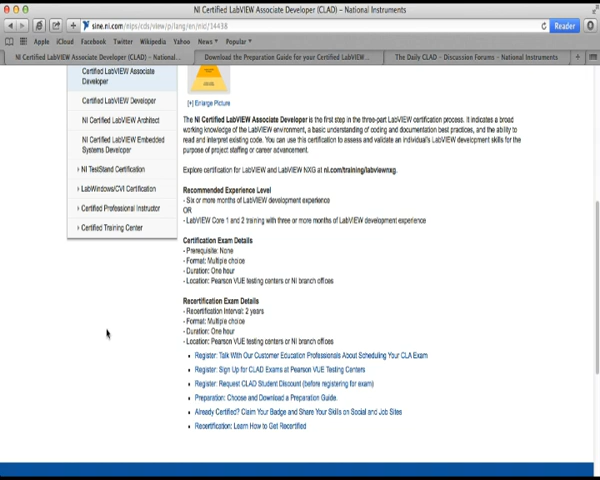 NI Certified LabVIEW Associate Developer (CLAD) – National Instruments
sine.ni.com/nips/cds/view/p/lang/en/nid/14438
Reader
Apple iCloud Facebook Twitter Wikipedia Yahoo News Popular
NI Certified LabVIEW Associate Developer (CLAD) – National...
Download the Preparation Guide for your Certified LabVIEW...
The Daily CLAD – Discussion Forums – National Instruments
Certified LabVIEW Associate
Developer
Certified LabVIEW Developer
NI Certified LabVIEW Architect
NI Certified LabVIEW Embedded
Systems Developer
NI TestStand Certification
LabWindows/CVI Certification
Certified Professional Instructor
Certified Training Center
[+] Enlarge Picture
The NI Certified LabVIEW Associate Developer is the first step in the three-part LabVIEW certification process. It indicates a broad
working knowledge of the LabVIEW environment, a basic understanding of coding and documentation best practices, and the ability to
read and interpret existing code. You can use this certification to assess and validate an individual's LabVIEW development skills for the
purpose of project staffing or career advancement.
Explore certification for LabVIEW and LabVIEW NXG at ni.com/training/labviewnxg.
Recommended Experience Level
- Six or more months of LabVIEW development experience
OR
- LabVIEW Core 1 and 2 training with three or more months of LabVIEW development experience
Certification Exam Details
- Prerequisite: None
- Format: Multiple choice
- Duration: One hour
- Location: Pearson VUE testing centers or NI branch offices
Recertification Exam Details
- Recertification Interval: 2 years
- Format: Multiple choice
- Duration: One hour
- Location: Pearson VUE testing centers or NI branch offices
Register: Talk With Our Customer Education Professionals About Scheduling Your CLA Exam
Register: Sign Up for CLAD Exams at Pearson VUE Testing Centers
Register: Request CLAD Student Discount (before registering for exam)
Preparation: Choose and Download a Preparation Guide.
Already Certified? Claim Your Badge and Share Your Skills on Social and Job Sites
Recertification: Learn How to Get Recertified